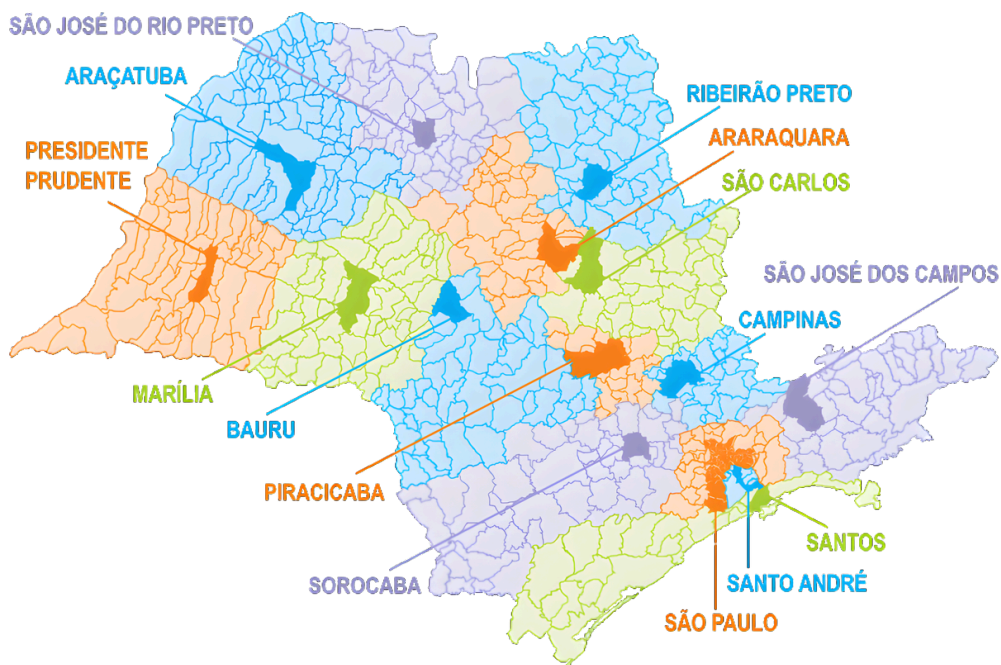 SÃO JOSÉ DO RIO PRETO
ARAÇATUBA
RIBEIRÃO PRETO
ARARAQUARA
PRESIDENTE
PRUDENTE
SÃO CARLOS
SÃO JOSÉ DOS CAMPOS
CAMPINAS
MARÍLIA
BAURU
PIRACICABA
SANTOS
SOROCABA
SANTO ANDRÉ
SÃO PAULO